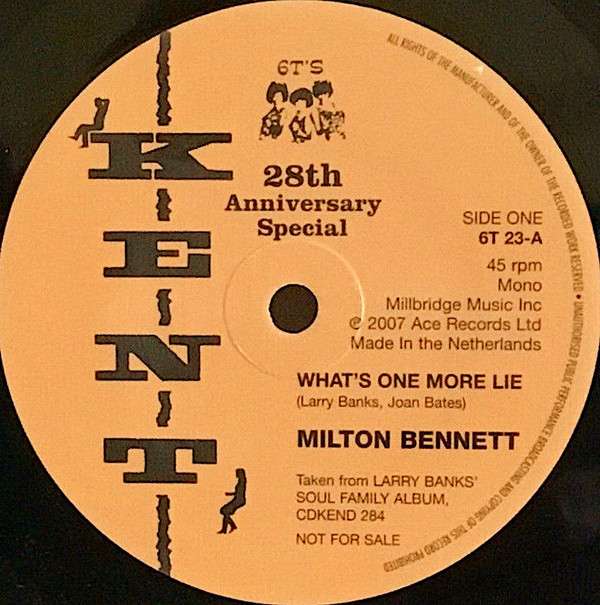 6T'S
28th
Anniversary
Special
KENT
SIDE ONE
6T 23-A
45 rpm
Mono
Millbridge Music Inc
℗ 2007 Ace Records Ltd
Made In the Netherlands
WHAT'S ONE MORE LIE
(Larry Banks, Joan Bates)
MILTON BENNETT
Taken from LARRY BANKS'
SOUL FAMILY ALBUM,
CDKEND 284
NOT FOR SALE
ALL RIGHTS OF THE MANUFACTURER AND OF THE OWNER OF THE RECORDED WORK RESERVED • UNAUTHORISED PUBLIC PERFORMANCE BROADCASTING AND COPYING OF THIS RECORD PROHIBITED